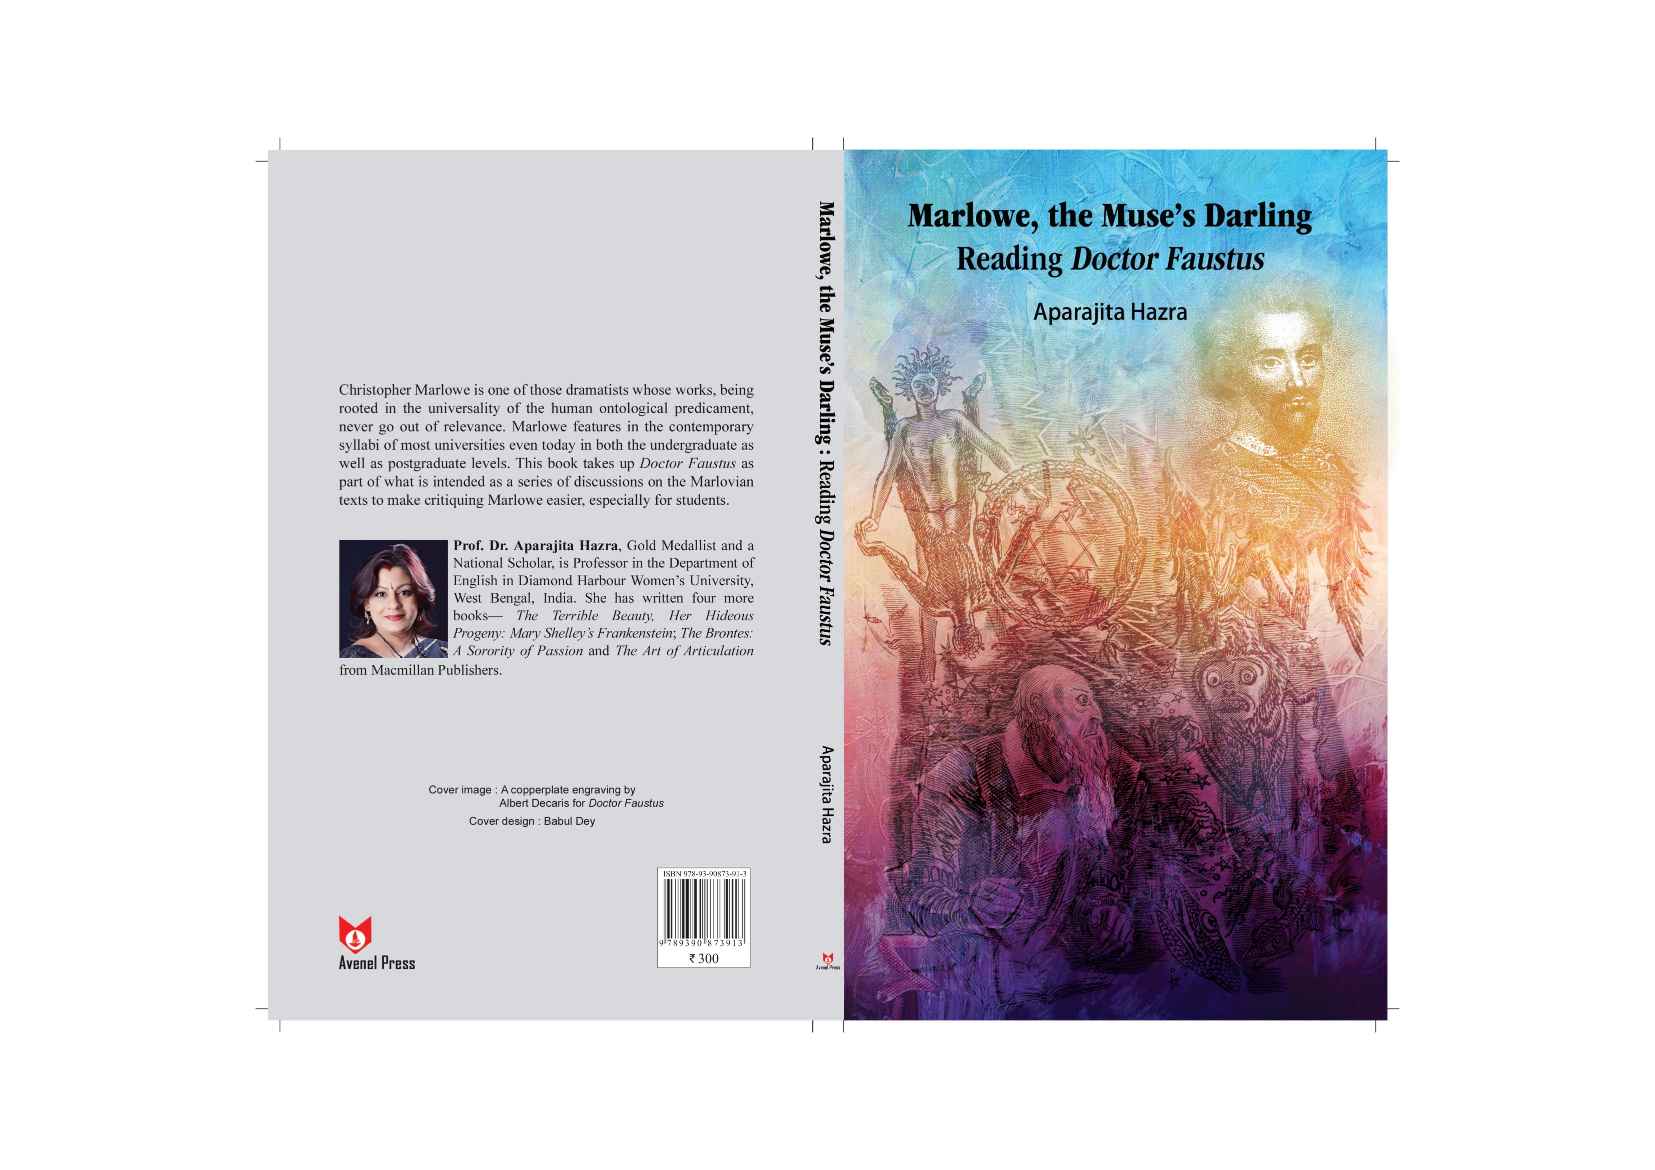 Christopher Marlowe is one of those dramatists whose works, being
rooted in the universality of the human ontological predicament,
never go out of relevance. Marlowe features in the contemporary
syllabi of most universities even today in both the undergraduate as
well as postgraduate levels. This book takes up Doctor Faustus as
part of what is intended as a series of discussions on the Marlovian
texts to make critiquing Marlowe easier, especially for students.
Prof. Dr. Aparajita Hazra, Gold Medallist and a
National Scholar, is Professor in the Department of
English in Diamond Harbour Women’s University,
West Bengal, India. She has written four more
books— The Terrible Beauty, Her Hideous
Progeny: Mary Shelley’s Frankenstein; The Brontes:
A Sorority of Passion and The Art of Articulation
from Macmillan Publishers.
Cover image : A copperplate engraving by
Albert Decaris for Doctor Faustus
Cover design : Babul Dey
Avenel Press
ISBN 978-93-90873-91-3
9 789390 873913
₹ 300
Marlowe, the Muse’s Darling : Reading Doctor Faustus
Aparajita Hazra
Avenel Press
Marlowe, the Muse’s Darling
Reading Doctor Faustus
Aparajita Hazra